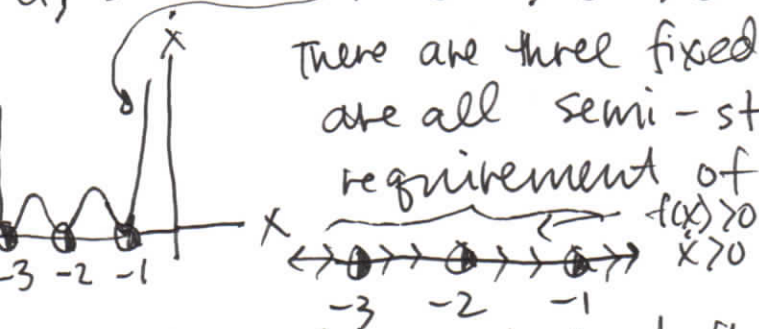 ẋ
There are three fixed
are all semi-st
requirement of
f(x)>0
x
ẋ>0
-3 -2 -1
-3 -2 -1